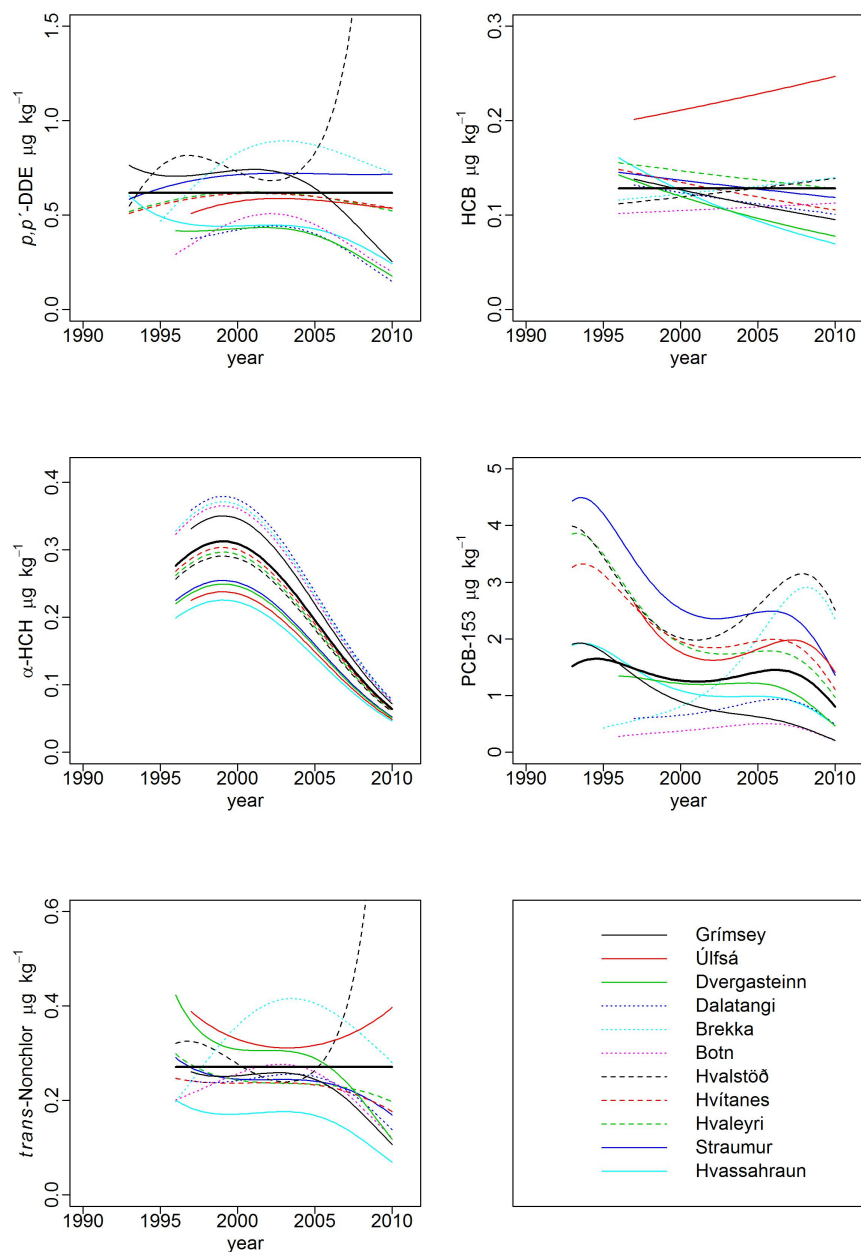 p,p´-DDE µg kg⁻¹
0.0 0.5 1.0 1.5
1990 1995 2000 2005 2010
year
HCB µg kg⁻¹
0.0 0.1 0.2 0.3
1990 1995 2000 2005 2010
year
α-HCH µg kg⁻¹
0.0 0.1 0.2 0.3 0.4
1990 1995 2000 2005 2010
year
PCB-153 µg kg⁻¹
0 1 2 3 4 5
1990 1995 2000 2005 2010
year
trans-Nonchlor µg kg⁻¹
0.0 0.2 0.4 0.6
1990 1995 2000 2005 2010
year
Grímsey
Úlfsá
Dvergasteinn
Dalatangi
Brekka
Botn
Hvalstöð
Hvítanes
Hvaleyri
Straumur
Hvassahraun